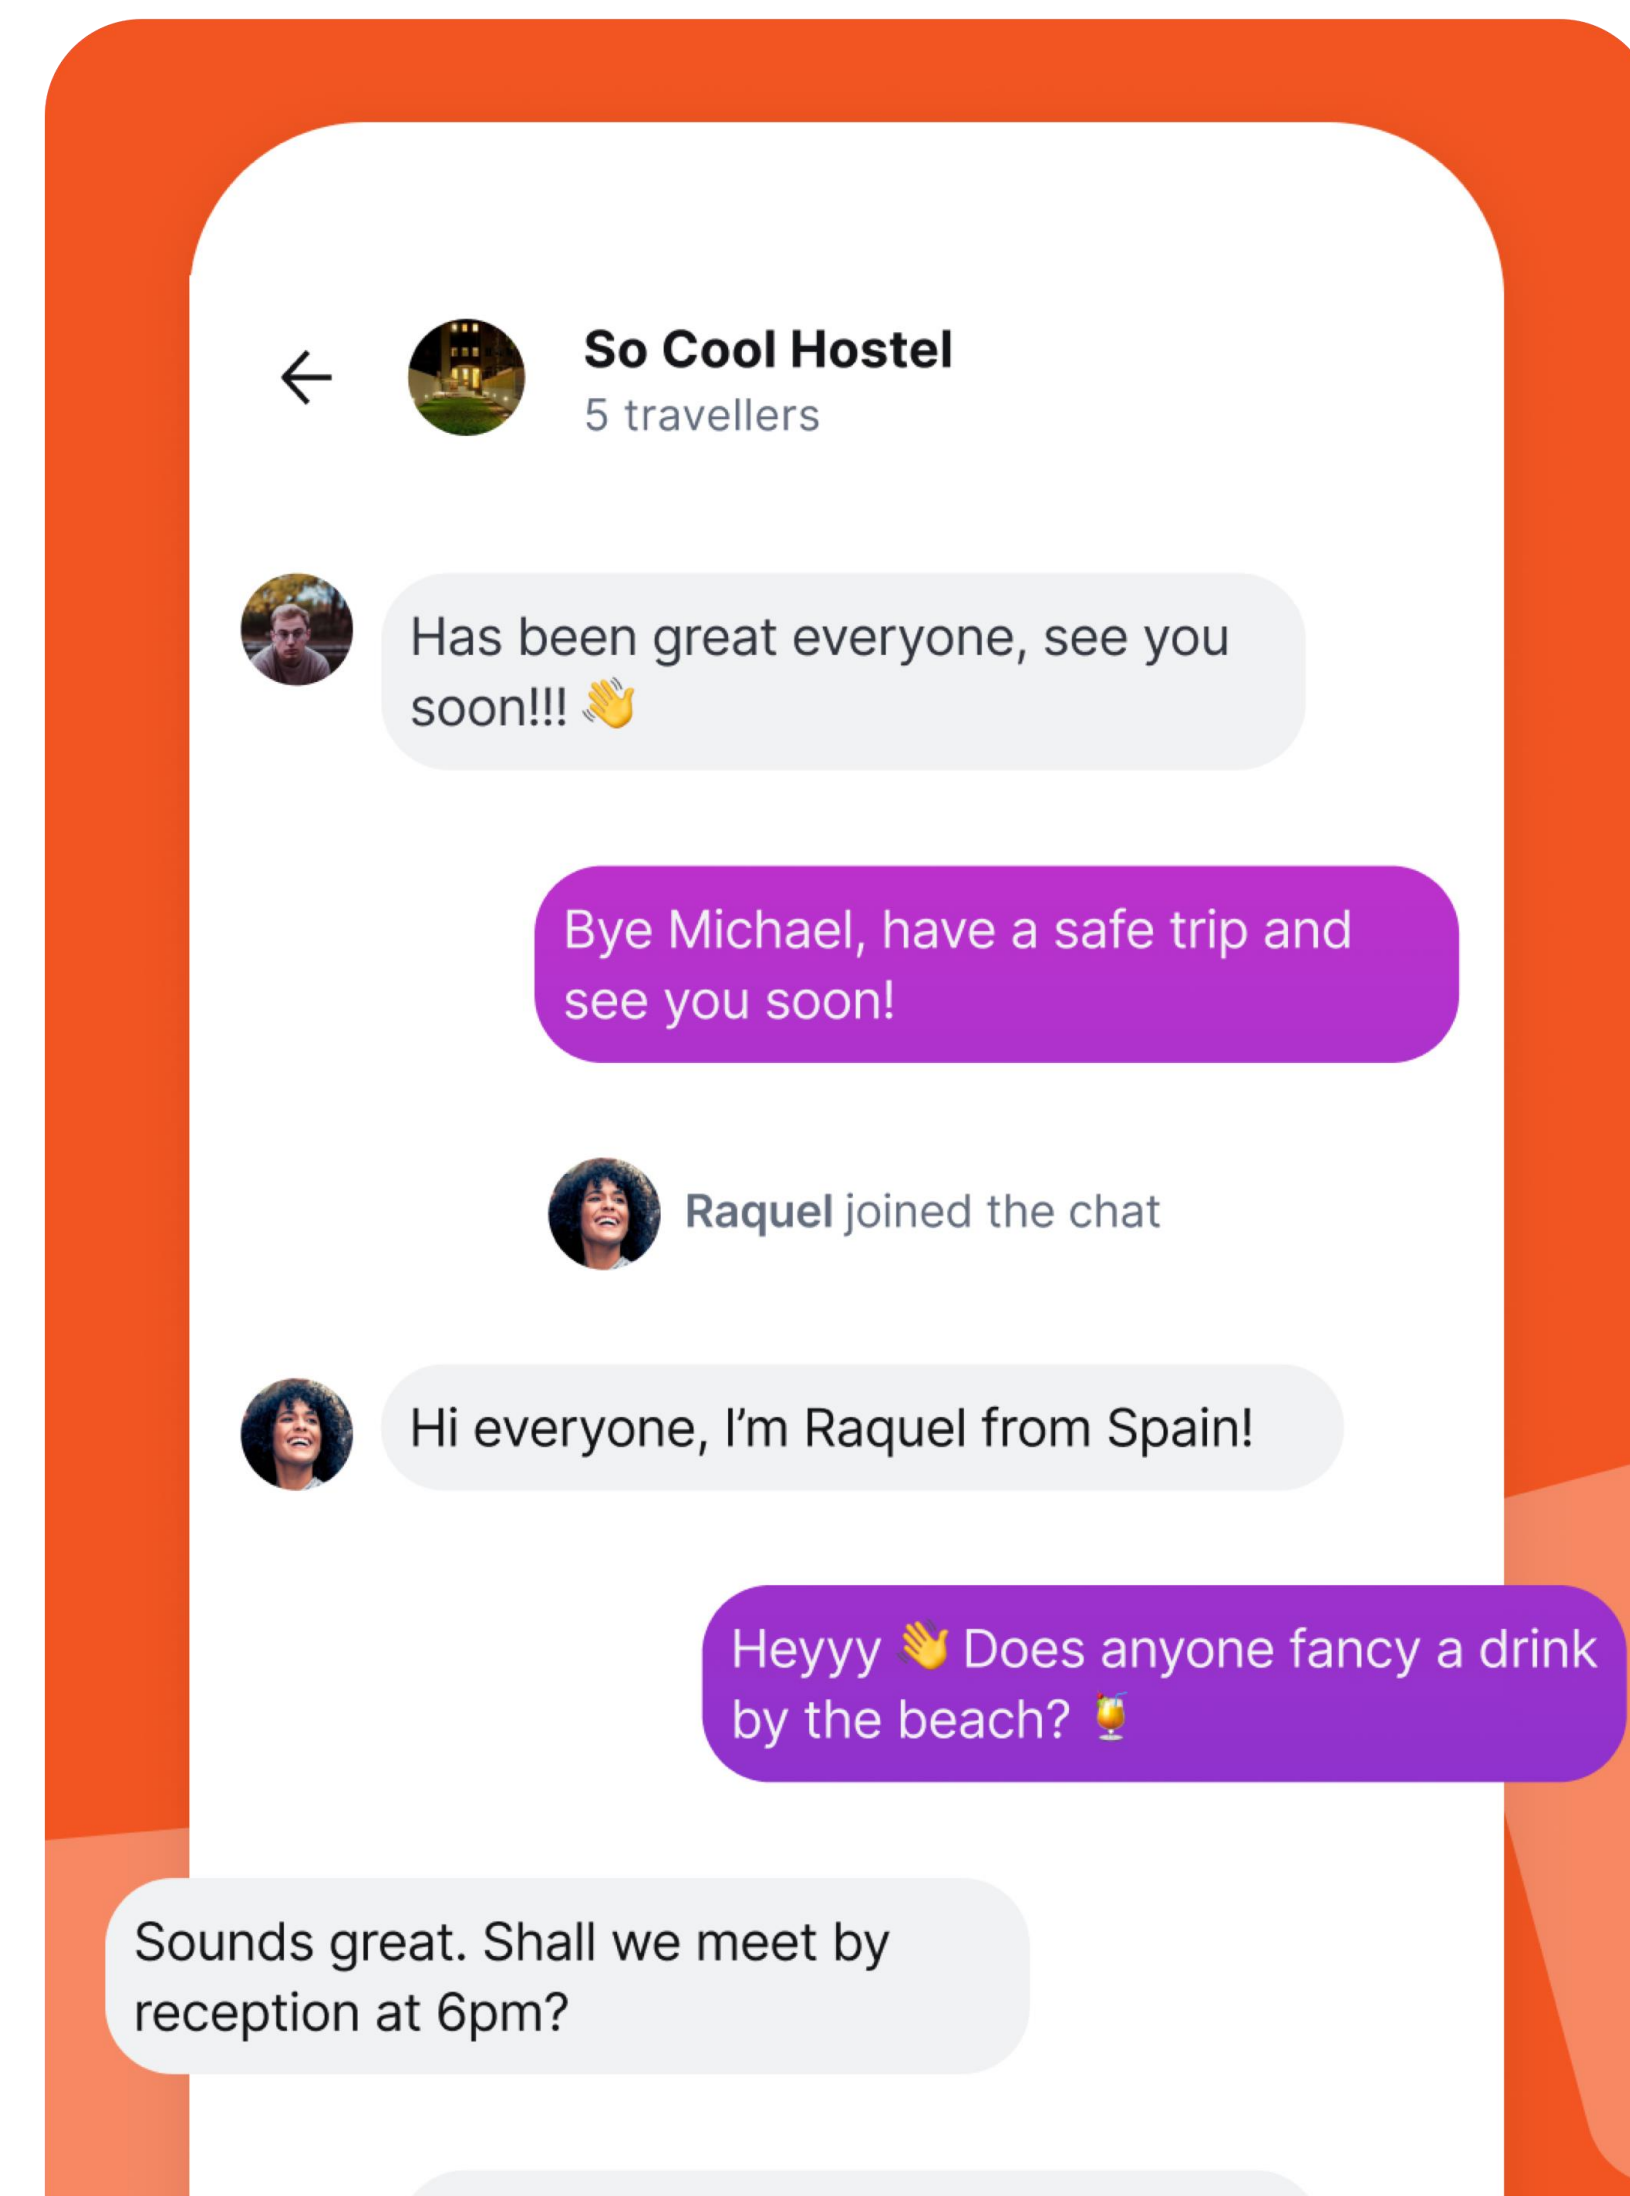 So Cool Hostel
5 travellers
Has been great everyone, see you
soon!!! 👋
Bye Michael, have a safe trip and
see you soon!
Raquel joined the chat
Hi everyone, I’m Raquel from Spain!
Heyyy 👋 Does anyone fancy a drink
by the beach? 🍹
Sounds great. Shall we meet by
reception at 6pm?